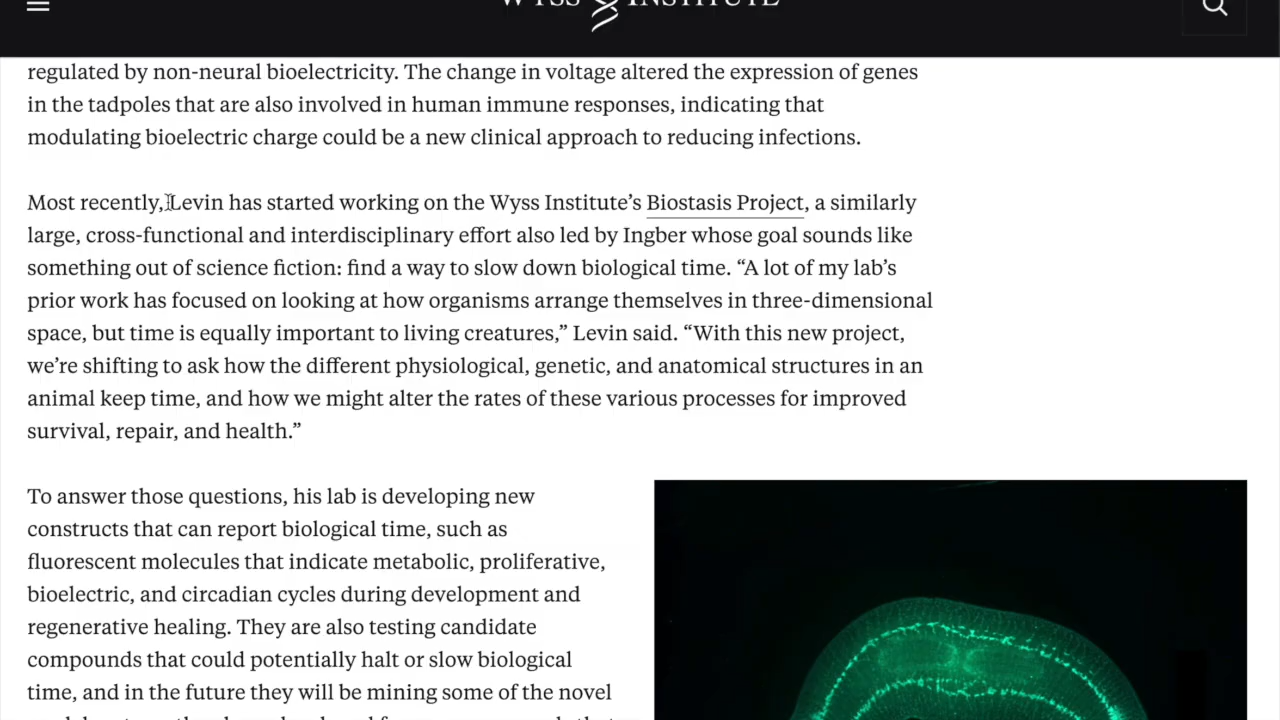 WYSS INSTITUTE
regulated by non-neural bioelectricity. The change in voltage altered the expression of genes
in the tadpoles that are also involved in human immune responses, indicating that
modulating bioelectric charge could be a new clinical approach to reducing infections.
Most recently, Levin has started working on the Wyss Institute’s Biostasis Project, a similarly
large, cross-functional and interdisciplinary effort also led by Ingber whose goal sounds like
something out of science fiction: find a way to slow down biological time. “A lot of my lab’s
prior work has focused on looking at how organisms arrange themselves in three-dimensional
space, but time is equally important to living creatures,” Levin said. “With this new project,
we’re shifting to ask how the different physiological, genetic, and anatomical structures in an
animal keep time, and how we might alter the rates of these various processes for improved
survival, repair, and health.”
To answer those questions, his lab is developing new
constructs that can report biological time, such as
fluorescent molecules that indicate metabolic, proliferative,
bioelectric, and circadian cycles during development and
regenerative healing. They are also testing candidate
compounds that could potentially halt or slow biological
time, and in the future they will be mining some of the novel